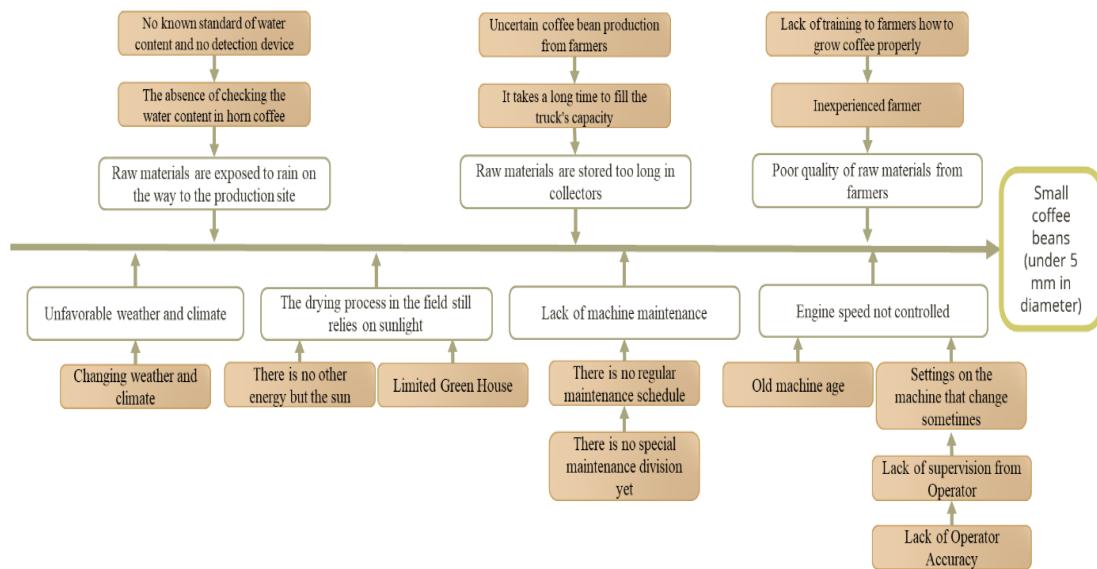 No known standard of water
content and no detection device
Uncertain coffee bean production
from farmers
Lack of training to farmers how to
grow coffee properly
The absence of checking the
water content in horn coffee
It takes a long time to fill the
truck's capacity
Inexperienced farmer
Raw materials are exposed to rain on
the way to the production site
Raw materials are stored too long in
collectors
Poor quality of raw materials from
farmers
Small
coffee
beans
(under 5
mm in
diameter)
Unfavorable weather and climate
The drying process in the field still
relies on sunlight
Lack of machine maintenance
Engine speed not controlled
Changing weather and
climate
There is no other
energy but the sun
Limited Green House
There is no regular
maintenance schedule
Old machine age
Settings on the
machine that change
sometimes
There is no special
maintenance division
yet
Lack of supervision from
Operator
Lack of Operator
Accuracy